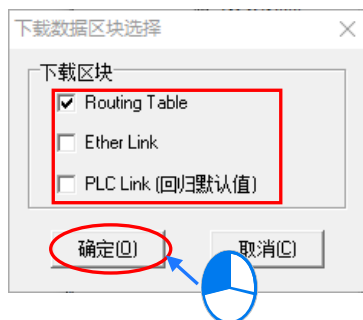 下载数据区块选择
下载区块
Routing Table
Ether Link
PLC Link (回归默认值)
确定(O) 取消(C)